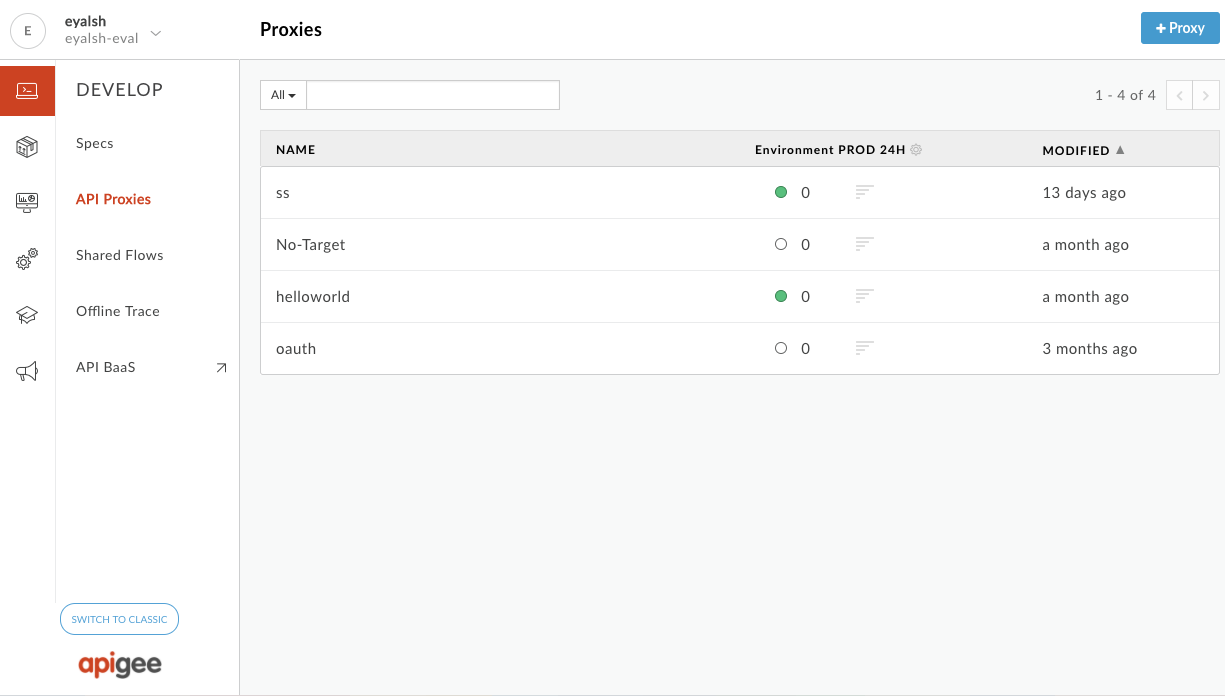 E
eyalsh
eyalsh-eval
Proxies
+ Proxy
DEVELOP
Specs
API Proxies
Shared Flows
Offline Trace
API BaaS
All
1 - 4 of 4
NAME Environment PROD 24H MODIFIED
ss 0 13 days ago
No-Target 0 a month ago
helloworld 0 a month ago
oauth 0 3 months ago
SWITCH TO CLASSIC
apigee